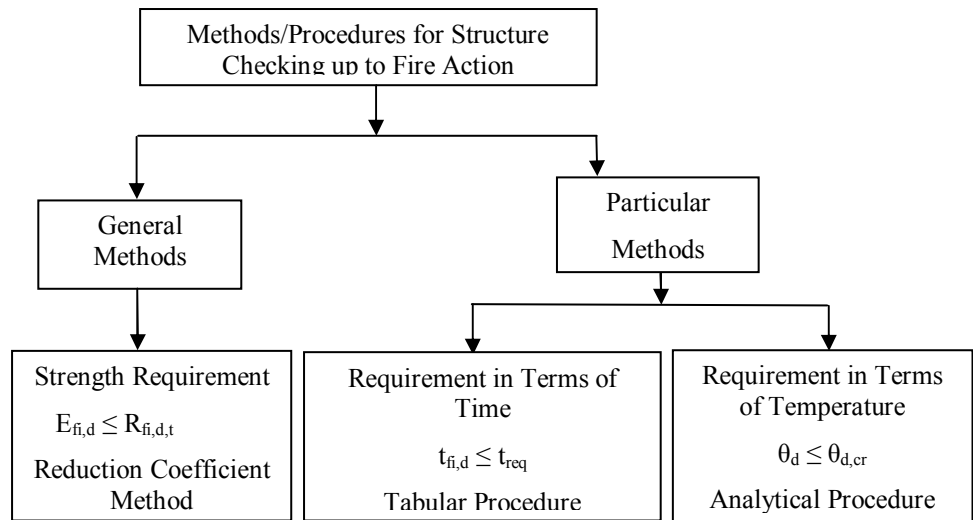 Methods/Procedures for Structure
Checking up to Fire Action
General
Methods
Particular
Methods
Strength Requirement
E_fi,d ≤ R_fi,d,t
Reduction Coefficient
Method
Requirement in Terms of
Time
t_fi,d ≤ t_req
Tabular Procedure
Requirement in Terms
of Temperature
θ_d ≤ θ_d,cr
Analytical Procedure